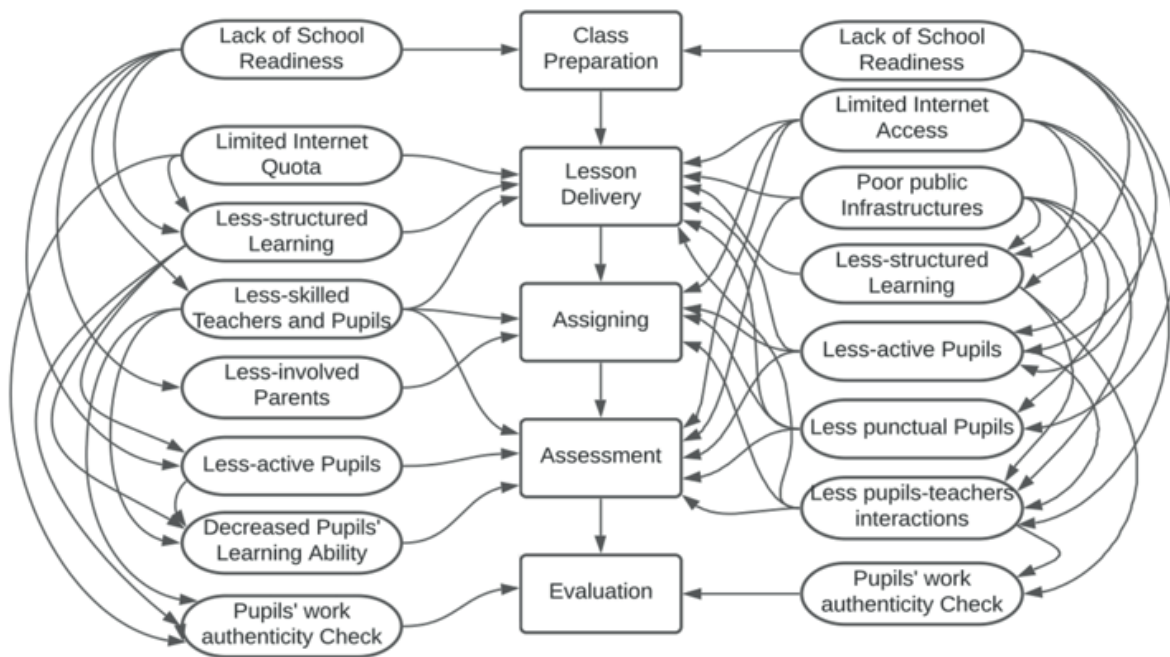 Lack of School
Readiness
Class
Preparation
Lack of School
Readiness
Limited Internet
Access
Limited Internet
Quota
Lesson
Delivery
Poor public
Infrastructures
Less-structured
Learning
Less-structured
Learning
Less-skilled
Teachers and Pupils
Assigning
Less-active Pupils
Less-involved
Parents
Less punctual Pupils
Less-active Pupils
Assessment
Less pupils-teachers
interactions
Decreased Pupils'
Learning Ability
Evaluation
Pupils' work
authenticity Check
Pupils' work
authenticity Check